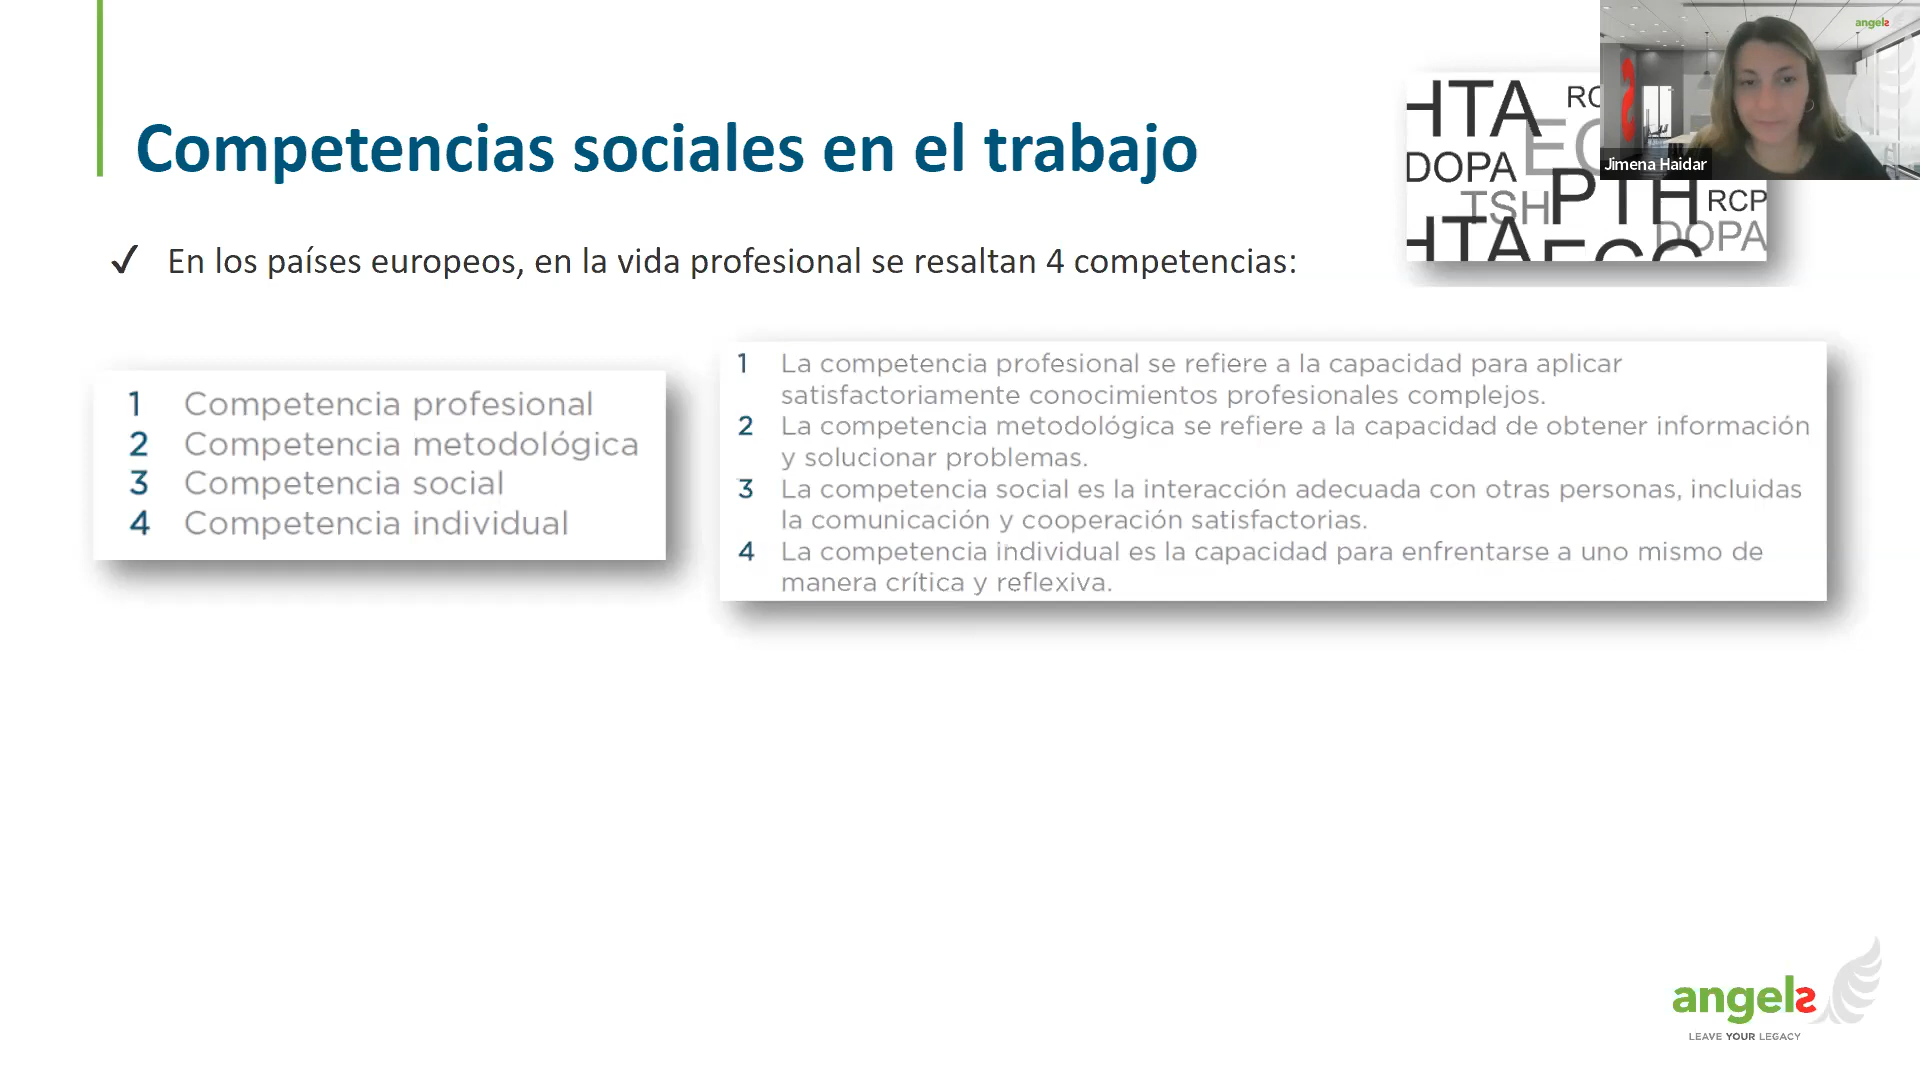 Competencias sociales en el trabajo
✓ En los países europeos, en la vida profesional se resaltan 4 competencias:
1 Competencia profesional
2 Competencia metodológica
3 Competencia social
4 Competencia individual
1 La competencia profesional se refiere a la capacidad para aplicar
satisfactoriamente conocimientos profesionales complejos.
2 La competencia metodológica se refiere a la capacidad de obtener información
y solucionar problemas.
3 La competencia social es la interacción adecuada con otras personas, incluidas
la comunicación y cooperación satisfactorias.
4 La competencia individual es la capacidad para enfrentarse a uno mismo de
manera crítica y reflexiva.
HTA
DOPA
TSH PTH RCP
DOPA
HTA ECG
angels
Jimena Haidar
angels
LEAVE YOUR LEGACY